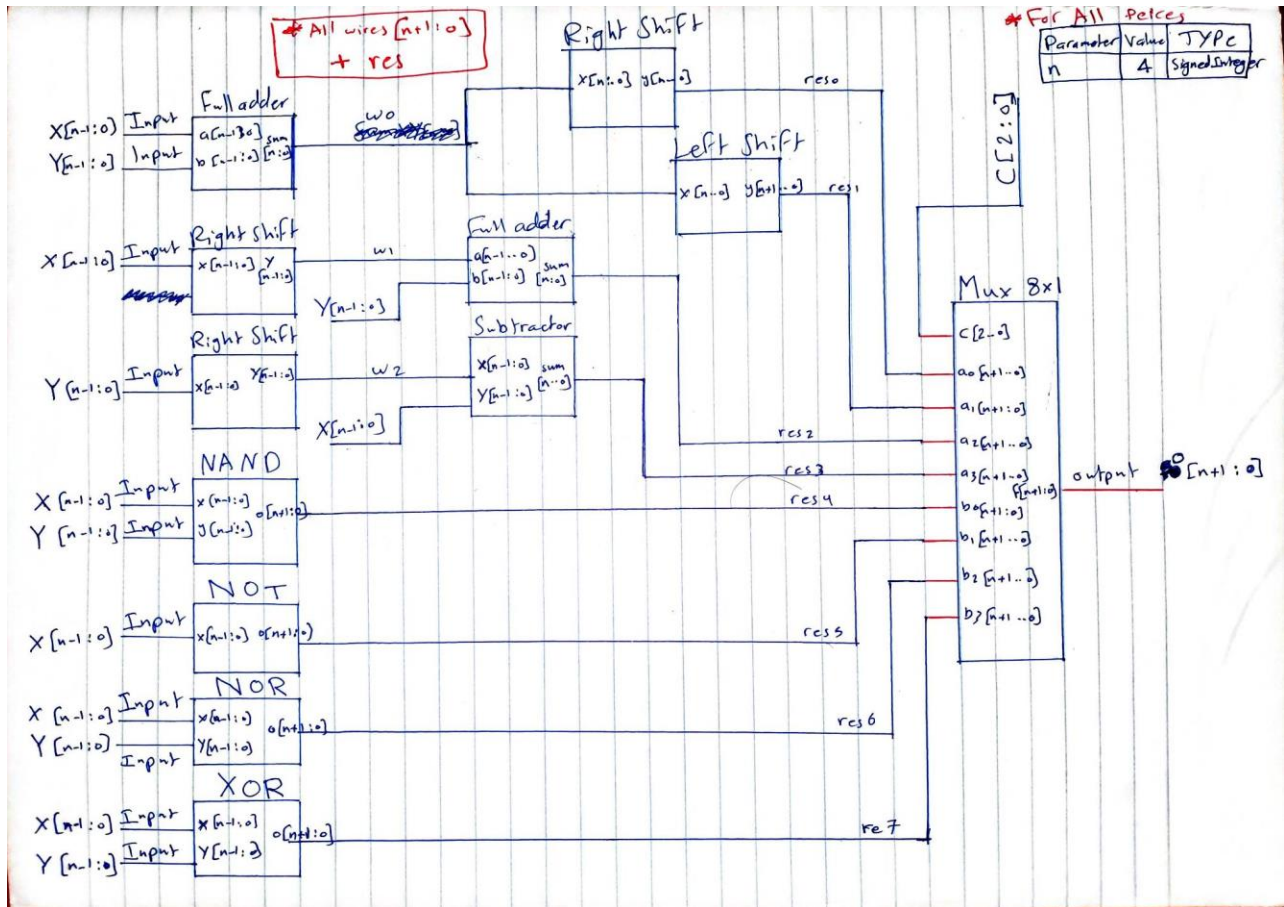 * All wires [n+1:0]
+ res
* For All Peices
Parameter Value TYPe
n 4 Signed Integer
Right Shift
x[n..0] y[n..0]
res0
Full adder
X[n-1:0] Input
Y[n-1:0] Input
a[n-1:0] sum
b[n-1:0] [n:0]
w0
Left Shift
x[n..0] y[n+1..0]
res1
C[2:0]
Right Shift
X[n-1:0] Input
x[n-1:0] Y
[n-1:0]
w1
Y[n-1:0]
Full adder
a[n-1..0]
b[n-1:0] sum
[n:0]
res2
Right Shift
Y[n-1:0] Input
x[n-1:0] Y[n-1:0]
w2
X[n-1:0]
Subtractor
X[n-1:0] sum
Y[n-1:0] [n..0]
res3
NAND
X[n-1:0] Input
Y[n-1:0] Input
x[n-1:0]
y[n-1:0]
o[n+1:0]
res4
NOT
X[n-1:0] Input
x[n-1:0] o[n+1:0]
res5
NOR
X[n-1:0] Input
Y[n-1:0]
Input
x[n-1:0]
Y[n-1:0]
o[n+1:0]
res6
XOR
X[n-1:0] Input
Y[n-1:0] Input
X[n-1:0]
Y[n-1:0]
o[n+1:0]
re7
Mux 8x1
C[2..0]
a0[n+1..0]
a1[n+1:0]
a2[n+1..0]
a3[n+1..0]
F[n+1:0]
b0[n+1:0]
b1[n+1..0]
b2[n+1..0]
b3[n+1..0]
output
o[n+1:0]